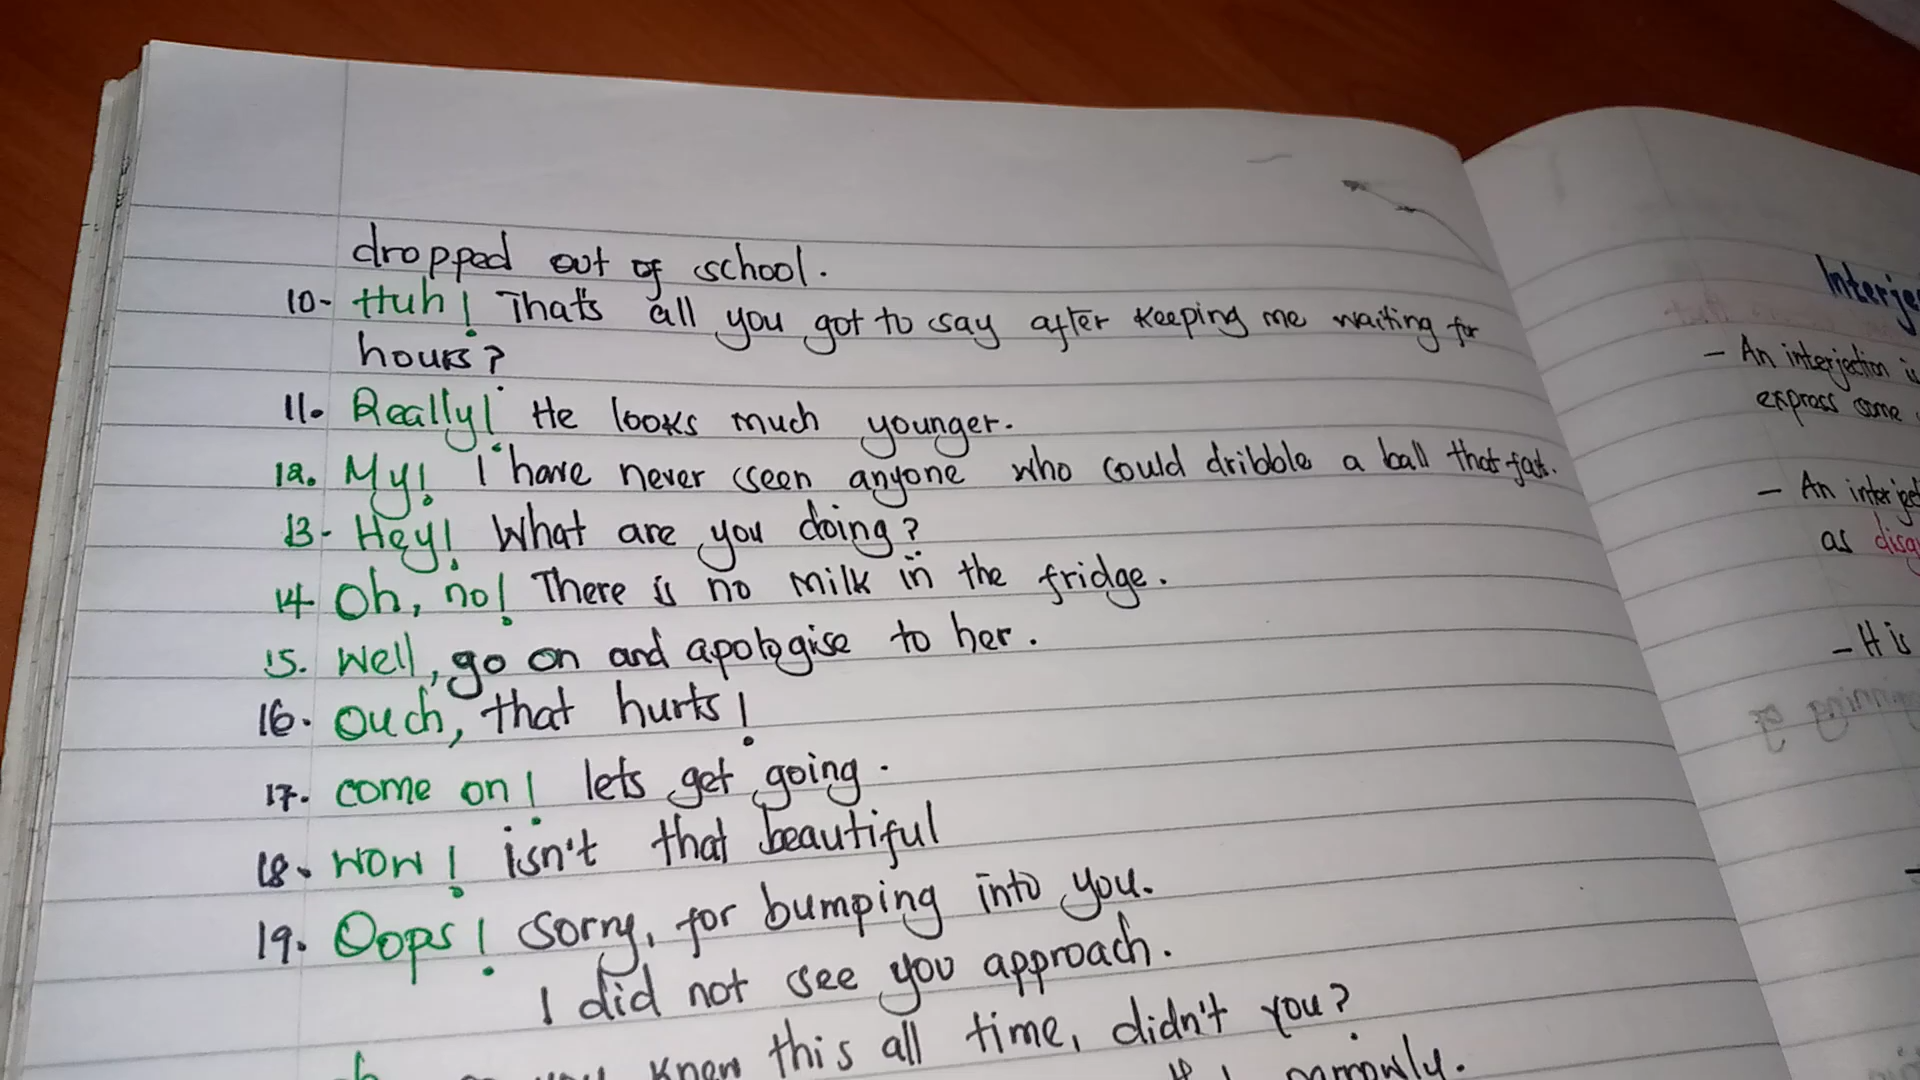 dropped out of school.
10- Huh! That's all you got to say after keeping me waiting for
hours?
11. Really! He looks much younger.
12. My! I have never seen anyone who could dribble a ball that fast.
13- Hey! What are you doing?
14 Oh, no! There is no milk in the fridge.
15. Well, go on and apologise to her.
16. Ouch, that hurts!
17. come on! lets get going.
18. wow! isn't that beautiful
19. Oops! Sorry, for bumping into you.
I did not see you approach.
you knew this all time, didn't you?
narrowly.
Interje
- An interjection is
express some
- An interject
as disg
- It is